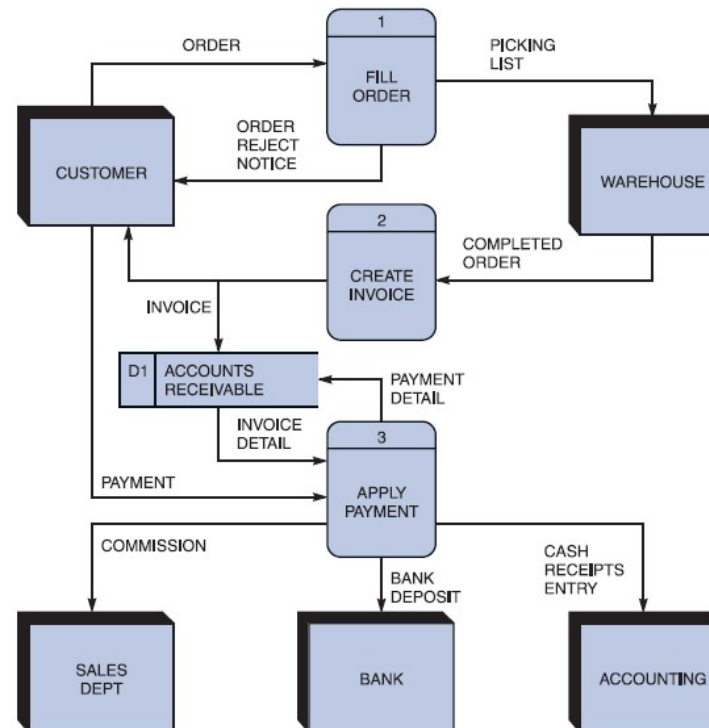 1
ORDER
FILL
ORDER
PICKING
LIST
ORDER
REJECT
NOTICE
CUSTOMER
WAREHOUSE
2
CREATE
INVOICE
COMPLETED
ORDER
INVOICE
D1
ACCOUNTS
RECEIVABLE
PAYMENT
DETAIL
INVOICE
DETAIL
3
APPLY
PAYMENT
PAYMENT
COMMISSION
BANK
DEPOSIT
CASH
RECEIPTS
ENTRY
SALES
DEPT
BANK
ACCOUNTING